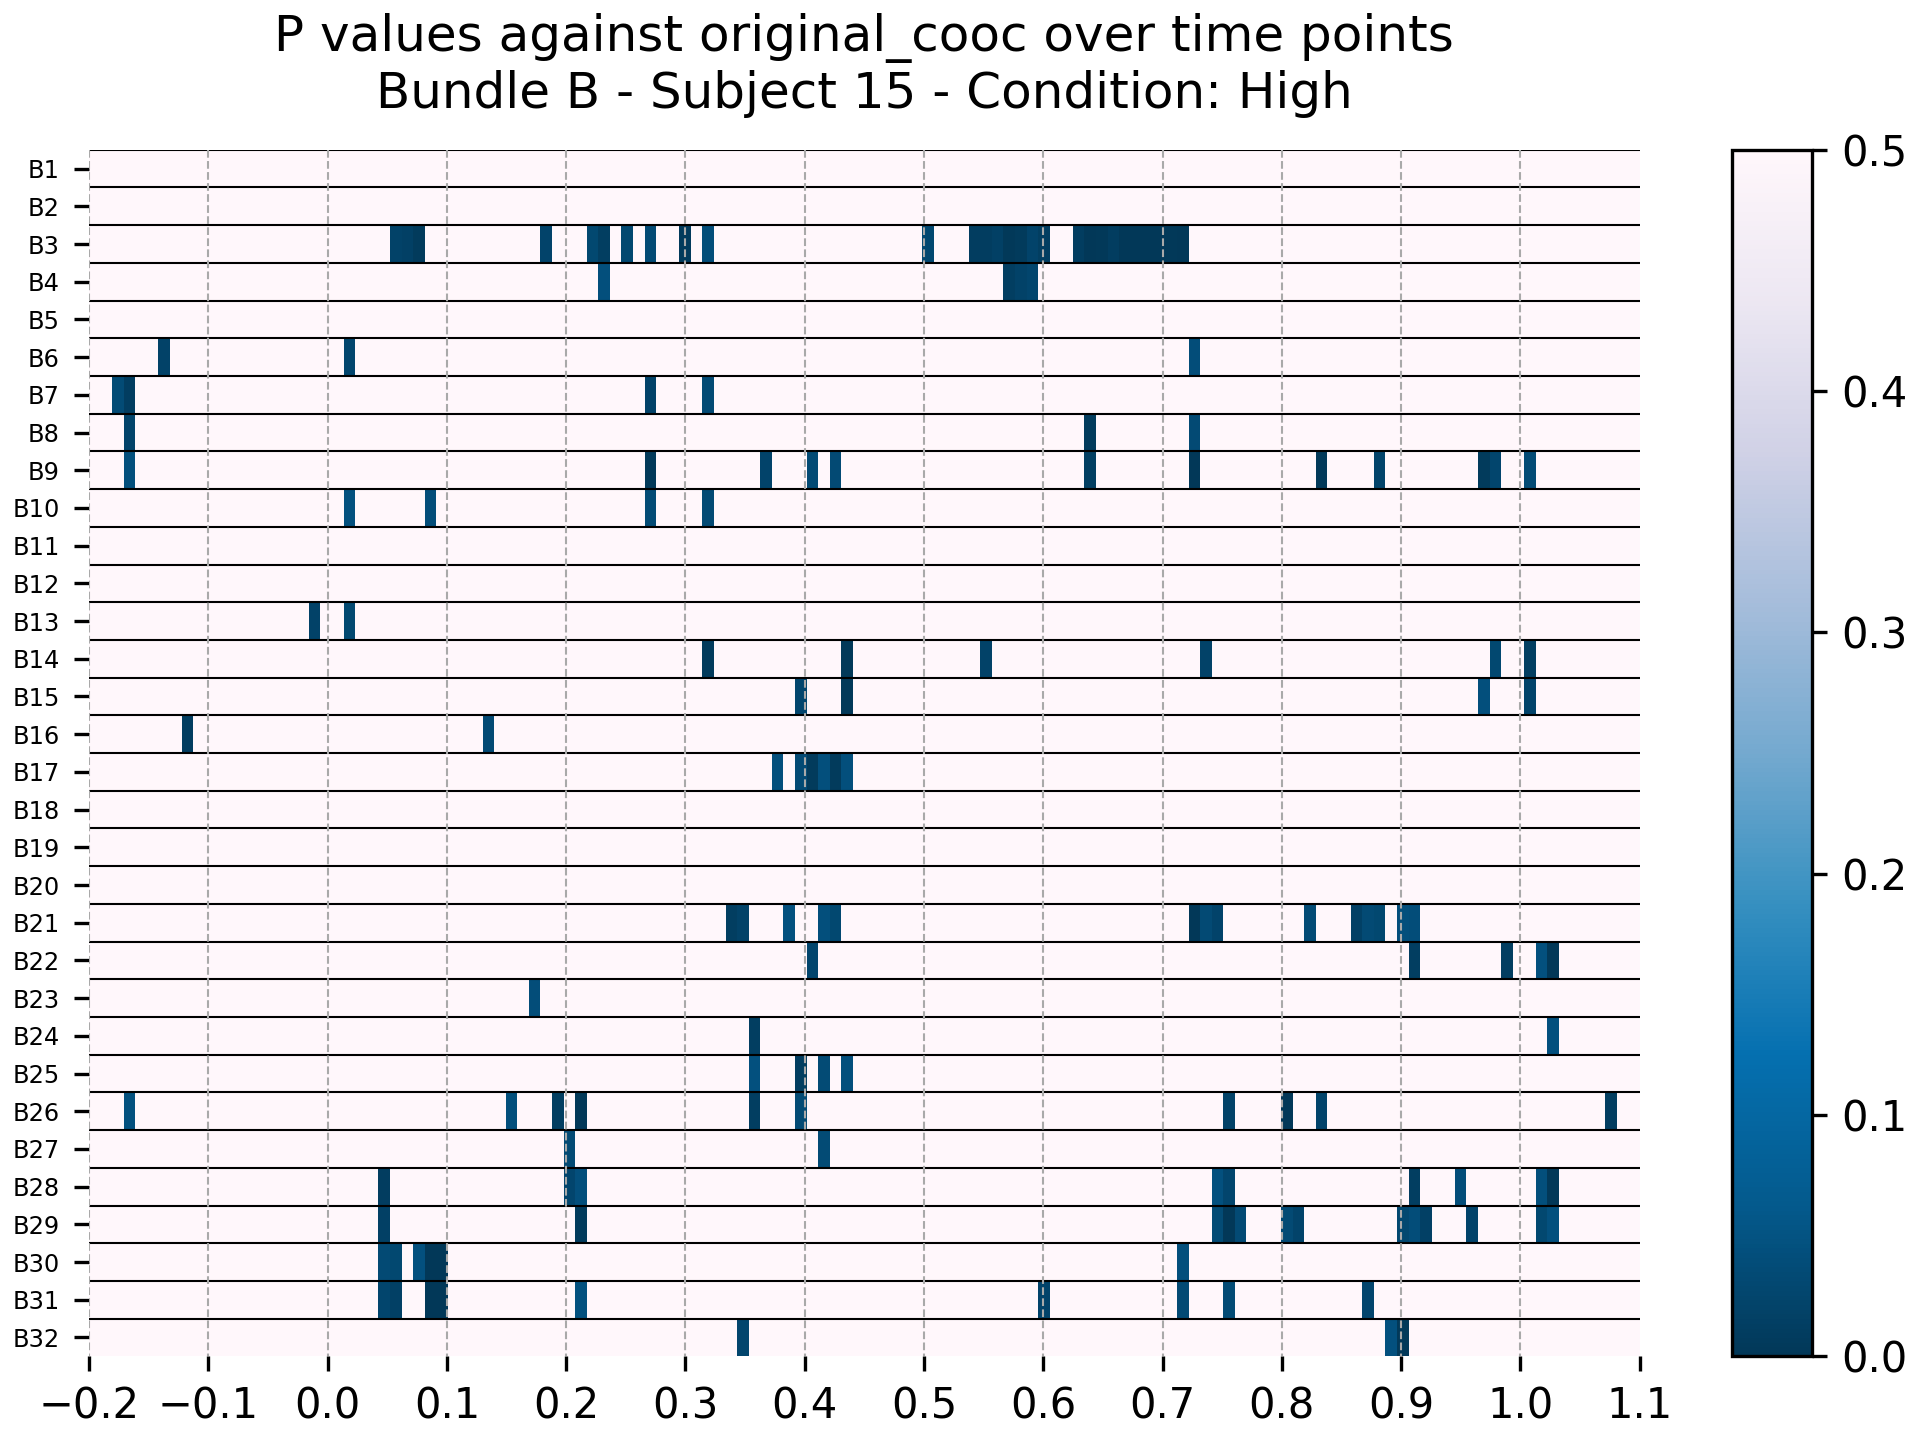 P values against original_cooc over time points
Bundle B - Subject 15 - Condition: High
B1
B2
B3
B4
B5
B6
B7
B8
B9
B10
B11
B12
B13
B14
B15
B16
B17
B18
B19
B20
B21
B22
B23
B24
B25
B26
B27
B28
B29
B30
B31
B32
−0.2 −0.1 0.0 0.1 0.2 0.3 0.4 0.5 0.6 0.7 0.8 0.9 1.0 1.1
0.5
0.4
0.3
0.2
0.1
0.0